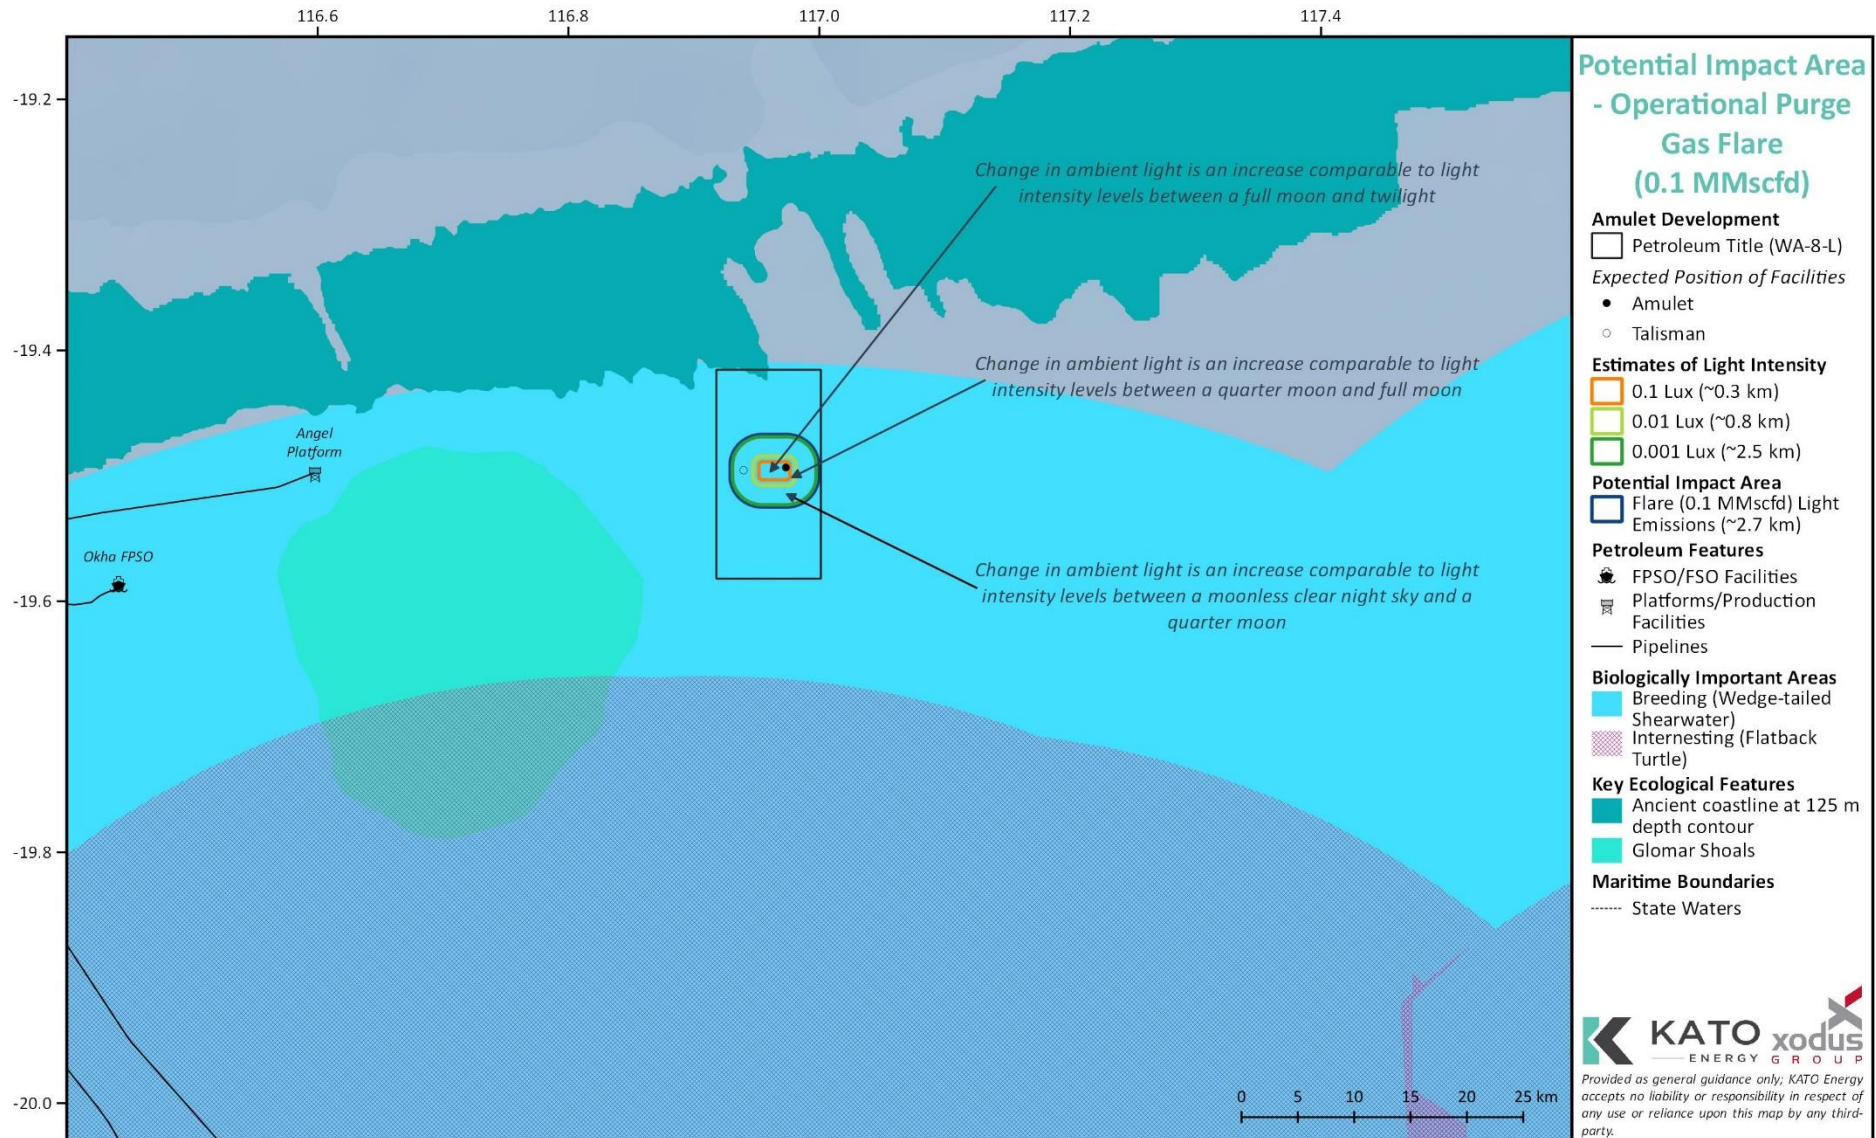 116.6
116.8
117.0
117.2
117.4
-19.2
-19.4
-19.6
-19.8
-20.0
Change in ambient light is an increase comparable to light
intensity levels between a full moon and twilight
Change in ambient light is an increase comparable to light
intensity levels between a quarter moon and full moon
Angel
Platform
Okha FPSO
Change in ambient light is an increase comparable to light
intensity levels between a moonless clear night sky and a
quarter moon
0 5 10 15 20 25 km
Potential Impact Area
- Operational Purge
Gas Flare
(0.1 MMscfd)
Amulet Development
Petroleum Title (WA-8-L)
Expected Position of Facilities
Amulet
Talisman
Estimates of Light Intensity
0.1 Lux (~0.3 km)
0.01 Lux (~0.8 km)
0.001 Lux (~2.5 km)
Potential Impact Area
Flare (0.1 MMscfd) Light
Emissions (~2.7 km)
Petroleum Features
FPSO/FSO Facilities
Platforms/Production
Facilities
Pipelines
Biologically Important Areas
Breeding (Wedge-tailed
Shearwater)
Internesting (Flatback
Turtle)
Key Ecological Features
Ancient coastline at 125 m
depth contour
Glomar Shoals
Maritime Boundaries
State Waters
KATO
ENERGY
xodus
GROUP
Provided as general guidance only; KATO Energy
accepts no liability or responsibility in respect of
any use or reliance upon this map by any third-
party.